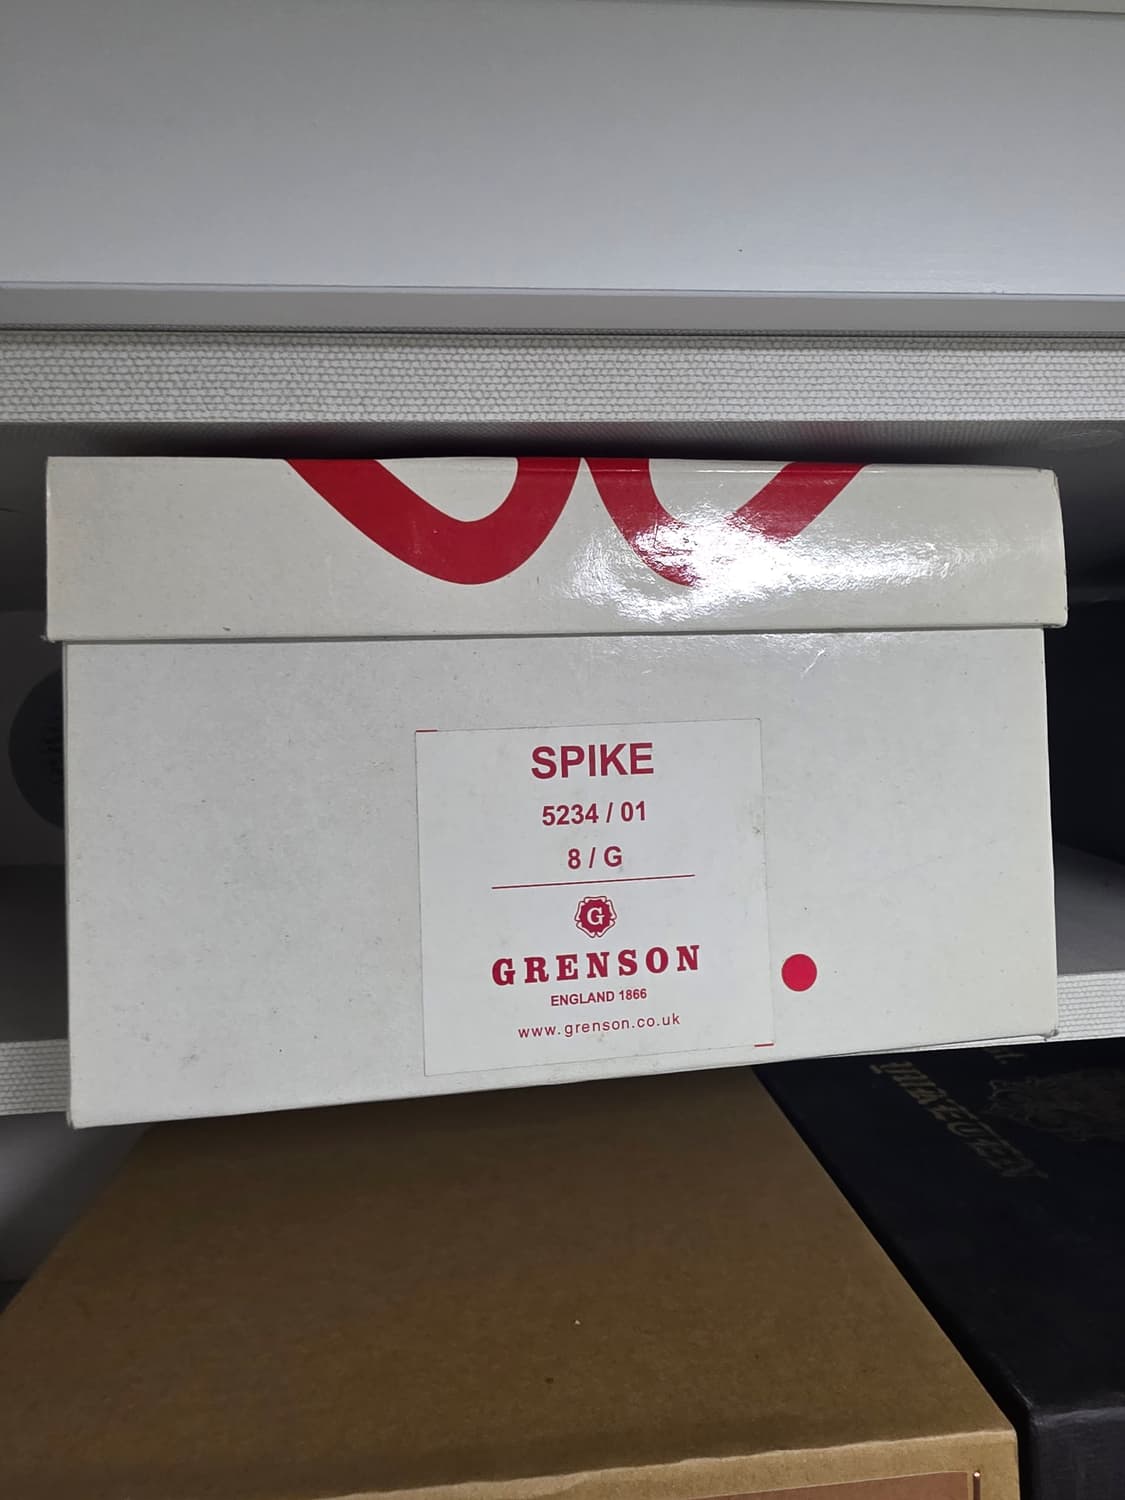 SPIKE
5234 / 01
8 / G
G
GRENSON
ENGLAND 1866
www.grenson.co.uk